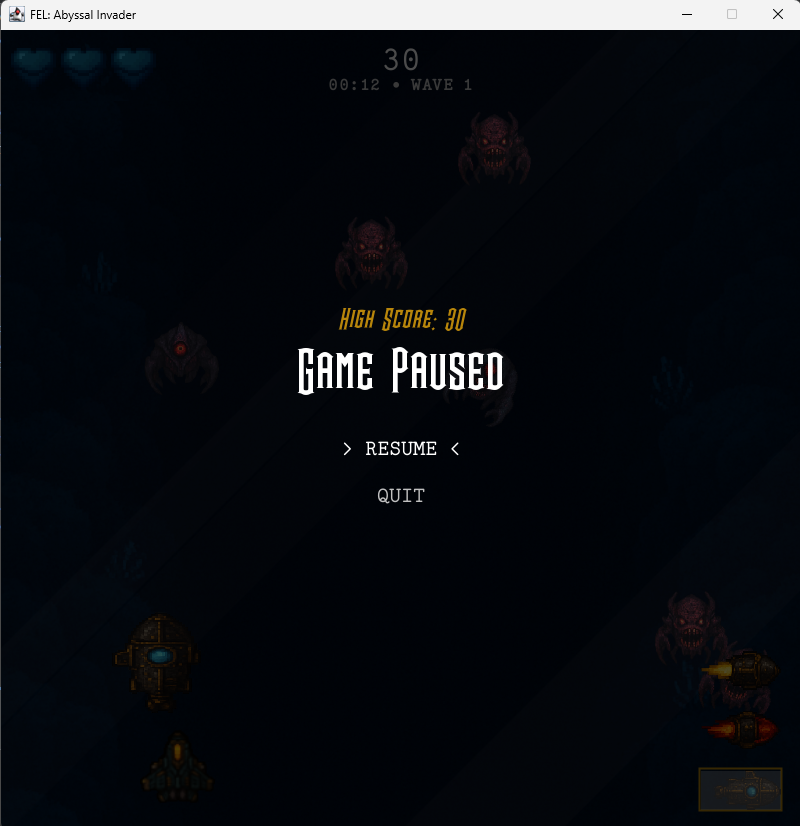 FEL: Abyssal Invader
30
00:12 • WAVE 1
High Score: 30
Game Paused
> RESUME <
QUIT